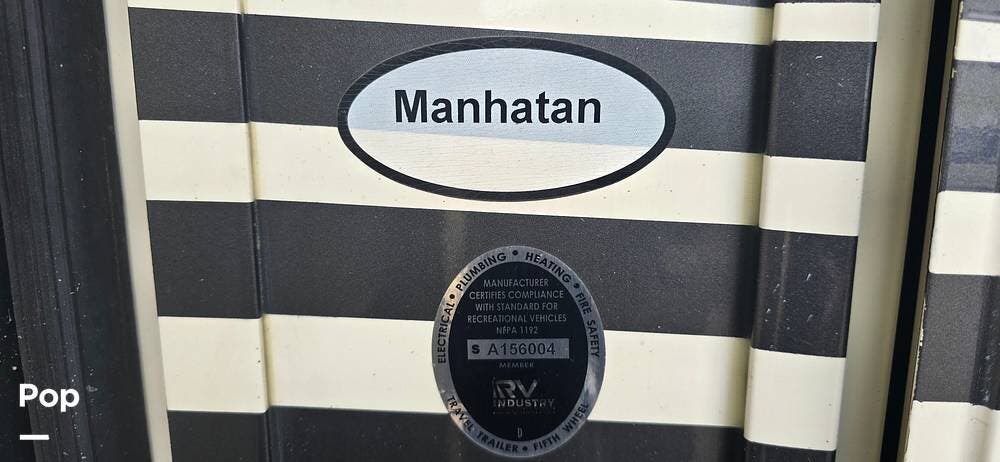 Manhatan
ELECTRICAL • PLUMBING • HEATING • FIRE SAFETY
MANUFACTURER
CERTIFIES COMPLIANCE
WITH STANDARD FOR
RECREATIONAL VEHICLES
NFPA 1192
S A156004
MEMBER
RV
INDUSTRY
D
TRAVEL TRAILER • FIFTH WHEEL
Pop